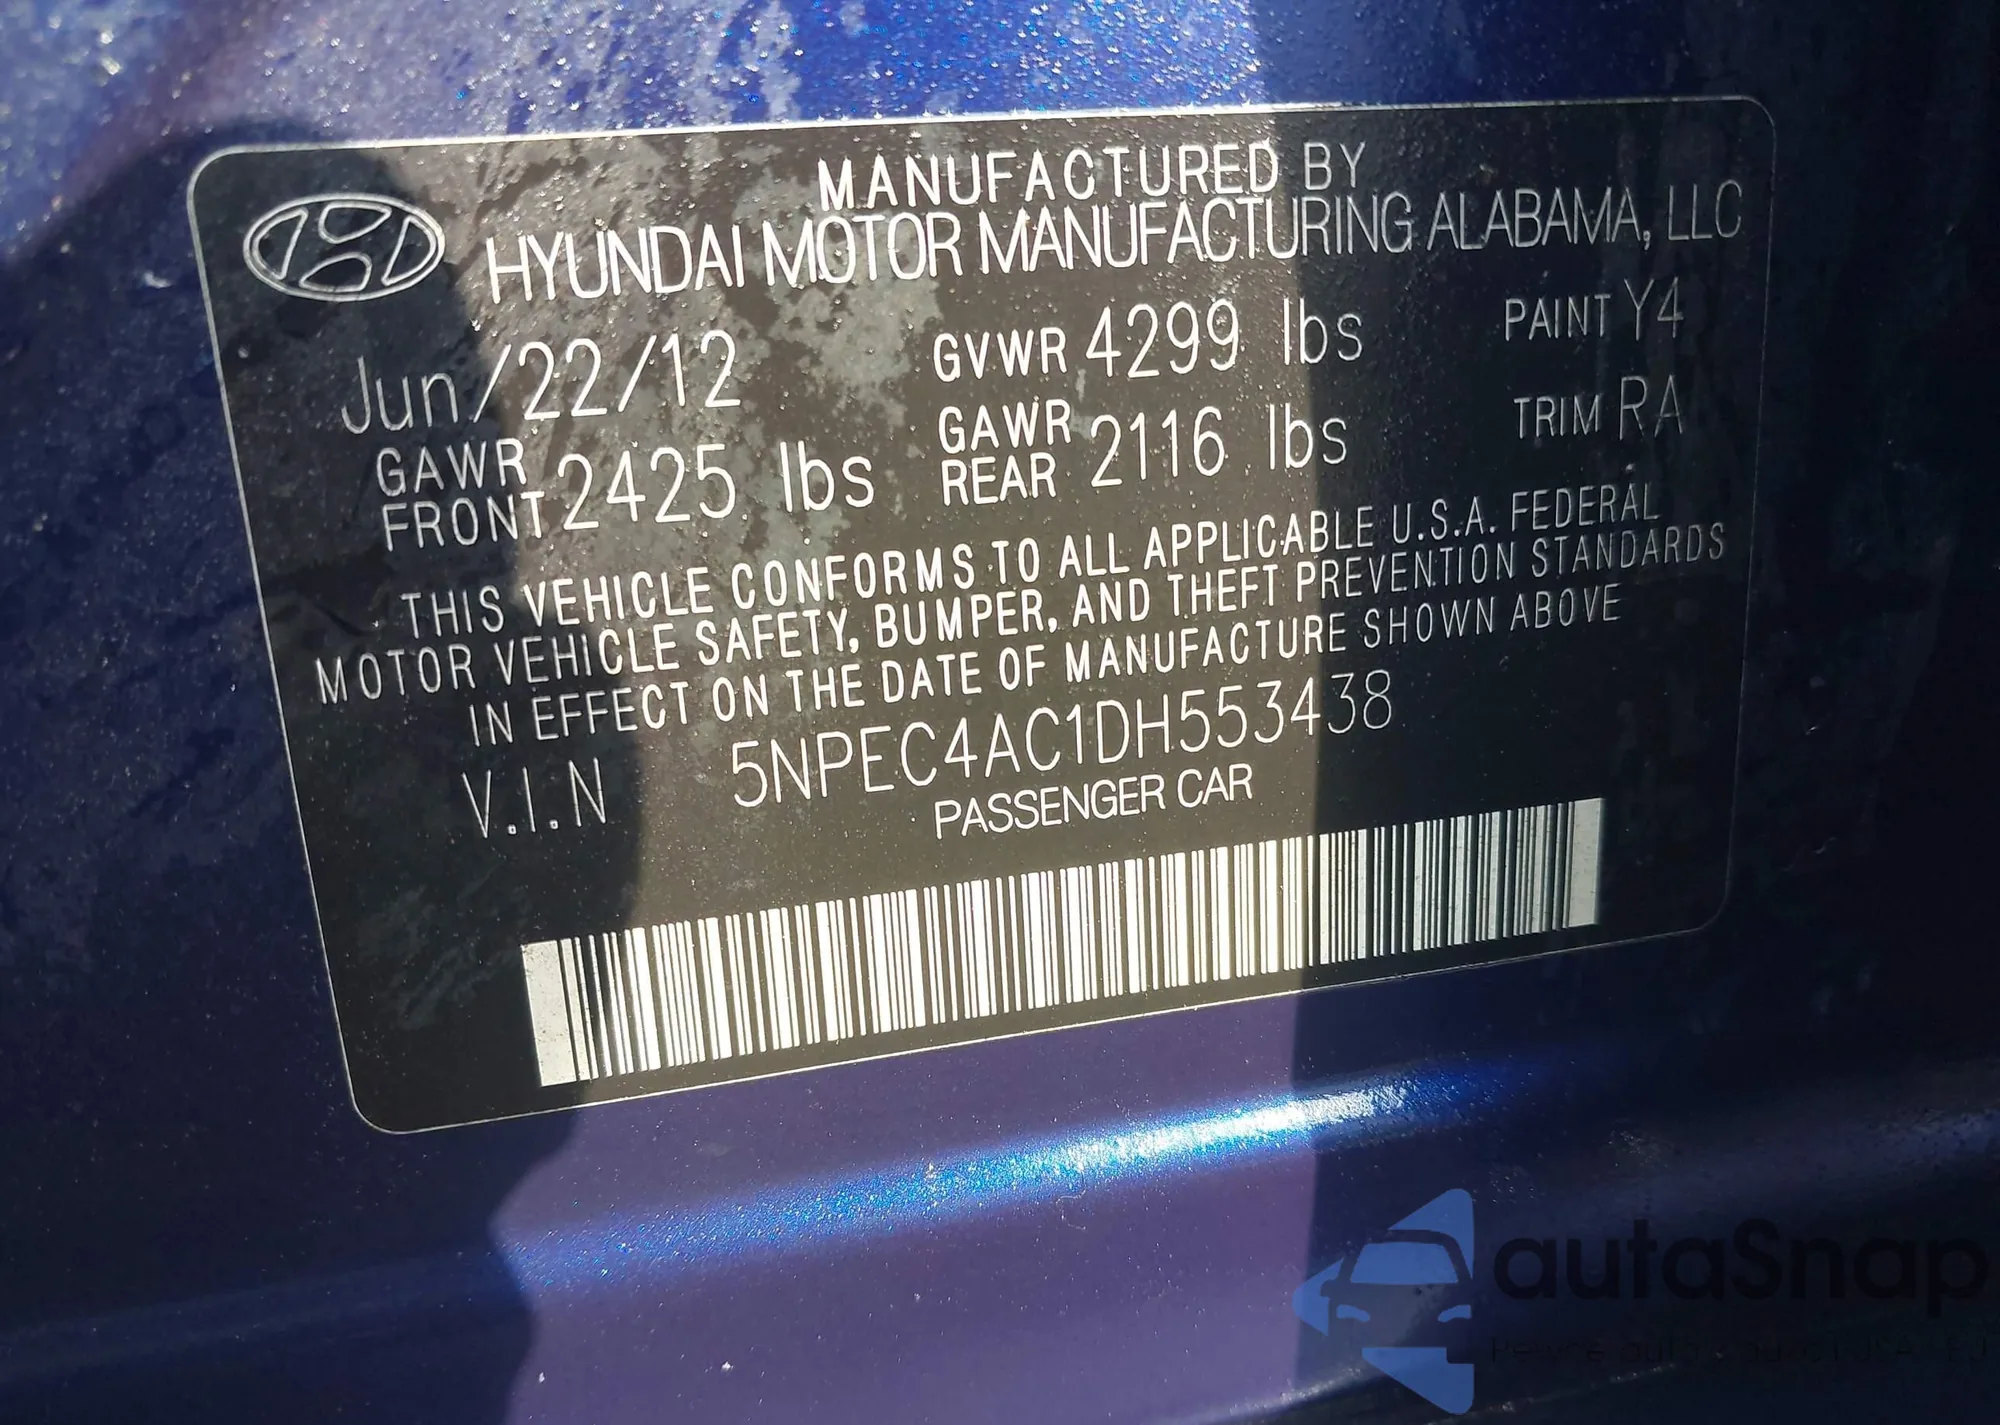 MANUFACTURED BY
HYUNDAI MOTOR MANUFACTURING ALABAMA, LLC
Jun/22/12 GVWR 4299 lbs PAINT Y4
GAWR FRONT 2425 lbs GAWR REAR 2116 lbs TRIM RA
THIS VEHICLE CONFORMS TO ALL APPLICABLE U.S.A. FEDERAL
MOTOR VEHICLE SAFETY, BUMPER, AND THEFT PREVENTION STANDARDS
IN EFFECT ON THE DATE OF MANUFACTURE SHOWN ABOVE
V.I.N 5NPEC4AC1DH553438
PASSENGER CAR
autaSnap